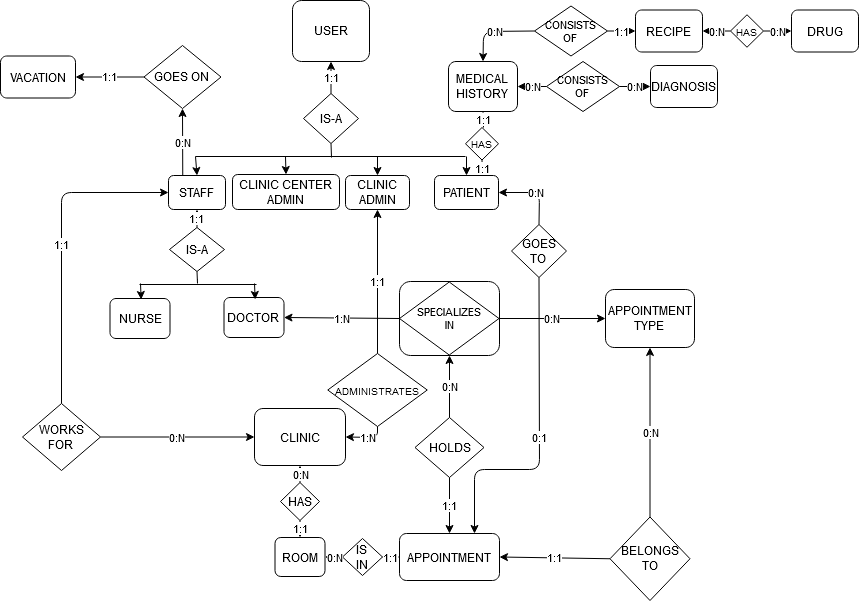 USER
CONSISTS
OF
0:N
1:1
RECIPE
0:N
HAS
0:N
DRUG
VACATION
1:1
GOES ON
1:1
MEDICAL
HISTORY
0:N
CONSISTS
OF
0:N
DIAGNOSIS
IS-A
1:1
0:N
HAS
1:1
STAFF
CLINIC CENTER
ADMIN
CLINIC
ADMIN
PATIENT
0:N
1:1
1:1
IS-A
GOES
TO
1:1
NURSE
DOCTOR
1:N
SPECIALIZES
IN
0:N
APPOINTMENT
TYPE
ADMINISTRATES
0:N
WORKS
FOR
0:N
CLINIC
1:N
HOLDS
0:1
0:N
0:N
HAS
1:1
1:1
ROOM
0:N
IS
IN
1:1
APPOINTMENT
1:1
BELONGS
TO